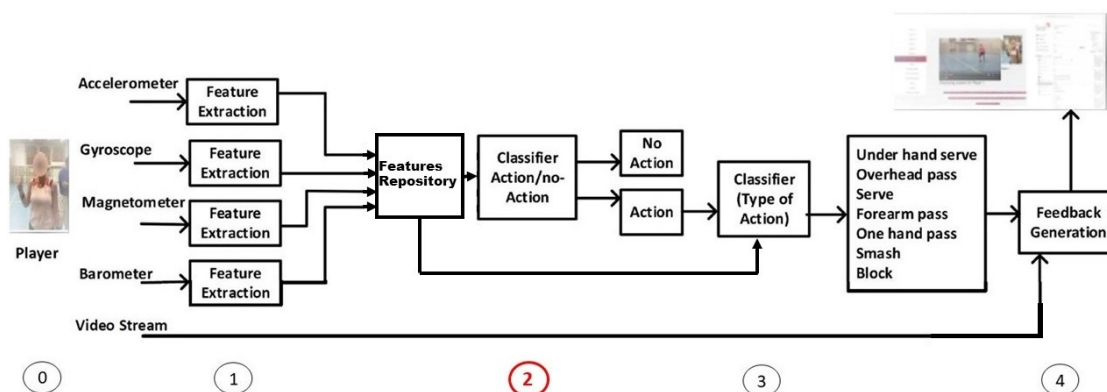 Accelerometer
Feature
Extraction
Gyroscope
Feature
Extraction
Magnetometer
Feature
Extraction
Barometer
Feature
Extraction
Video Stream
Player
Features
Repository
Classifier
Action/no-
Action
No
Action
Action
Classifier
(Type of
Action)
Under hand serve
Overhead pass
Serve
Forearm pass
One hand pass
Smash
Block
Feedback
Generation
0
1
2
3
4